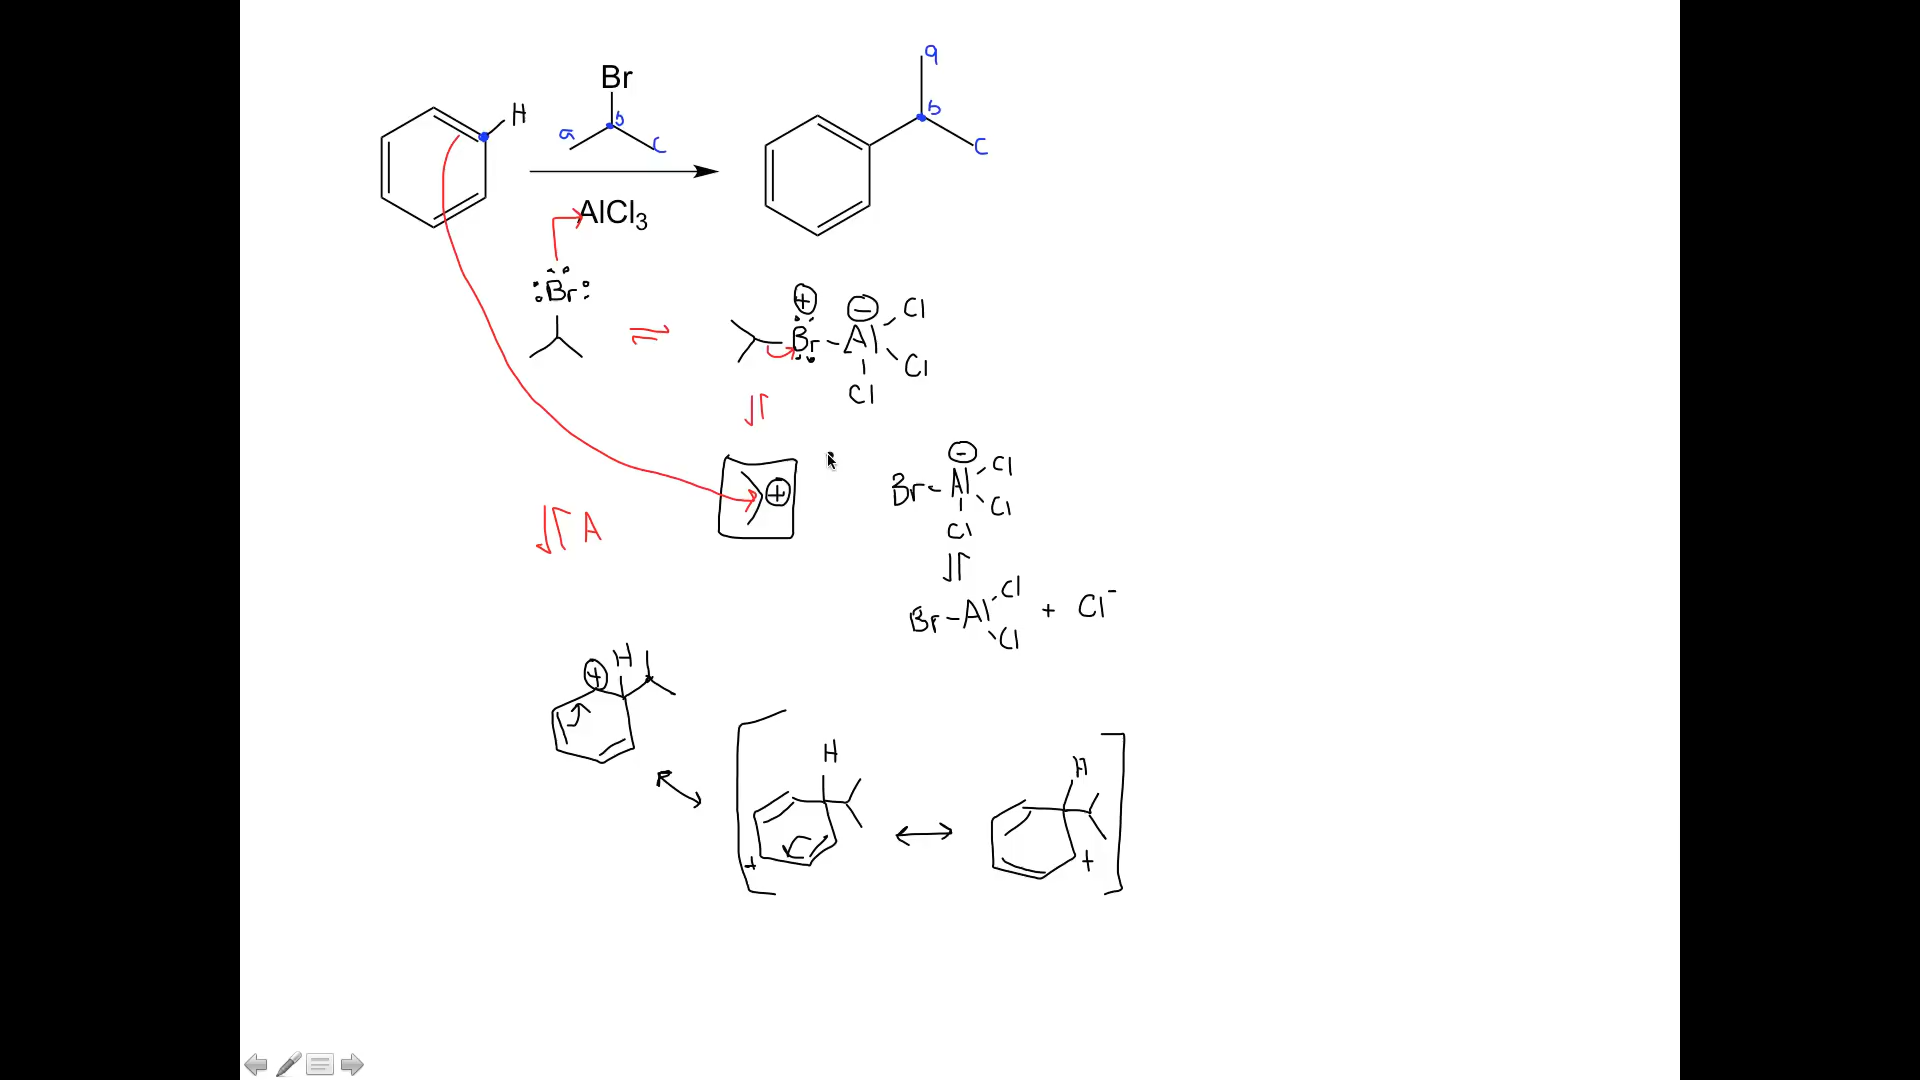 a
Br
H
b
b
a
c
c
AlCl3
:Br:
+
−
Cl
Br-Al
Cl
Cl
−
Cl
Br-Al
Cl
A
Cl
Cl
Br-Al
+ Cl-
Cl
+ H
H
H
+
+